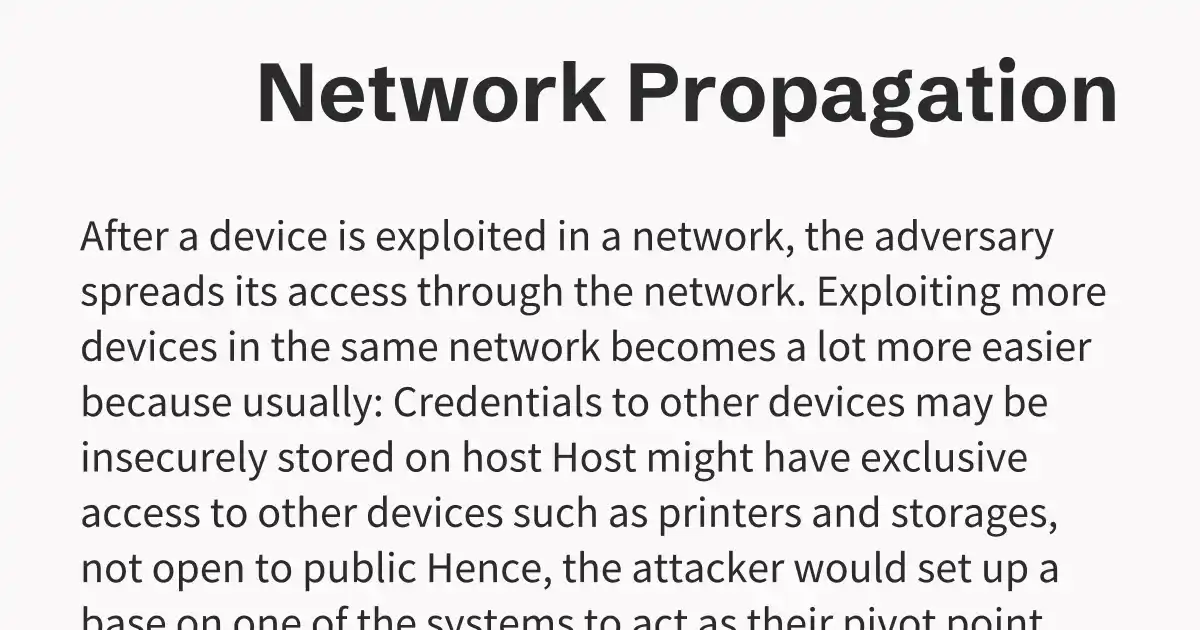 Network Propagation
After a device is exploited in a network, the adversary
spreads its access through the network. Exploiting more
devices in the same network becomes a lot more easier
because usually: Credentials to other devices may be
insecurely stored on host Host might have exclusive
access to other devices such as printers and storages,
not open to public Hence, the attacker would set up a
base on one of the systems to act as their pivot point